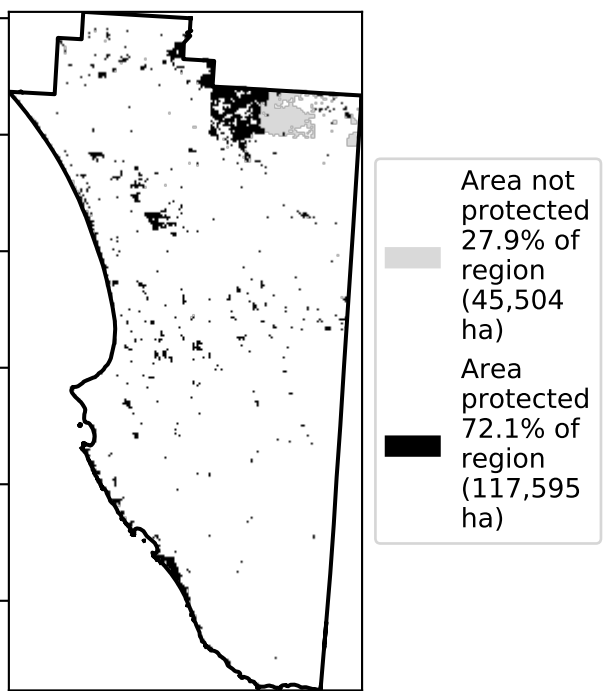 Area not
protected
27.9% of
region
(45,504
ha)
Area
protected
72.1% of
region
(117,595
ha)